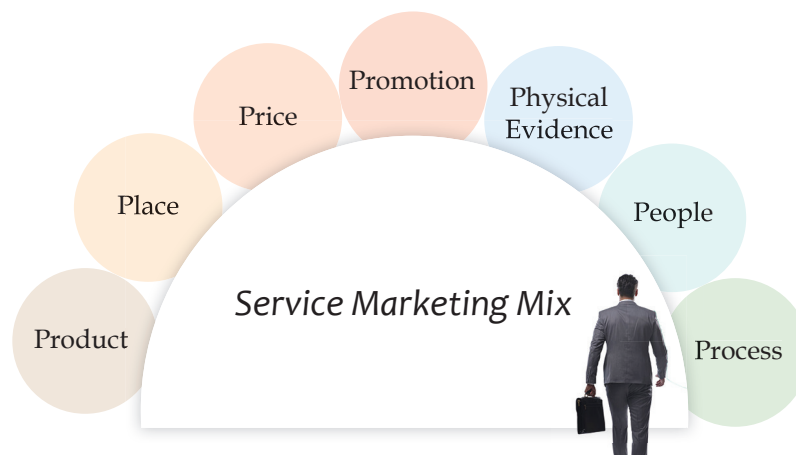 Promotion
Physical
Evidence
Price
Place
People
Service Marketing Mix
Product
Process